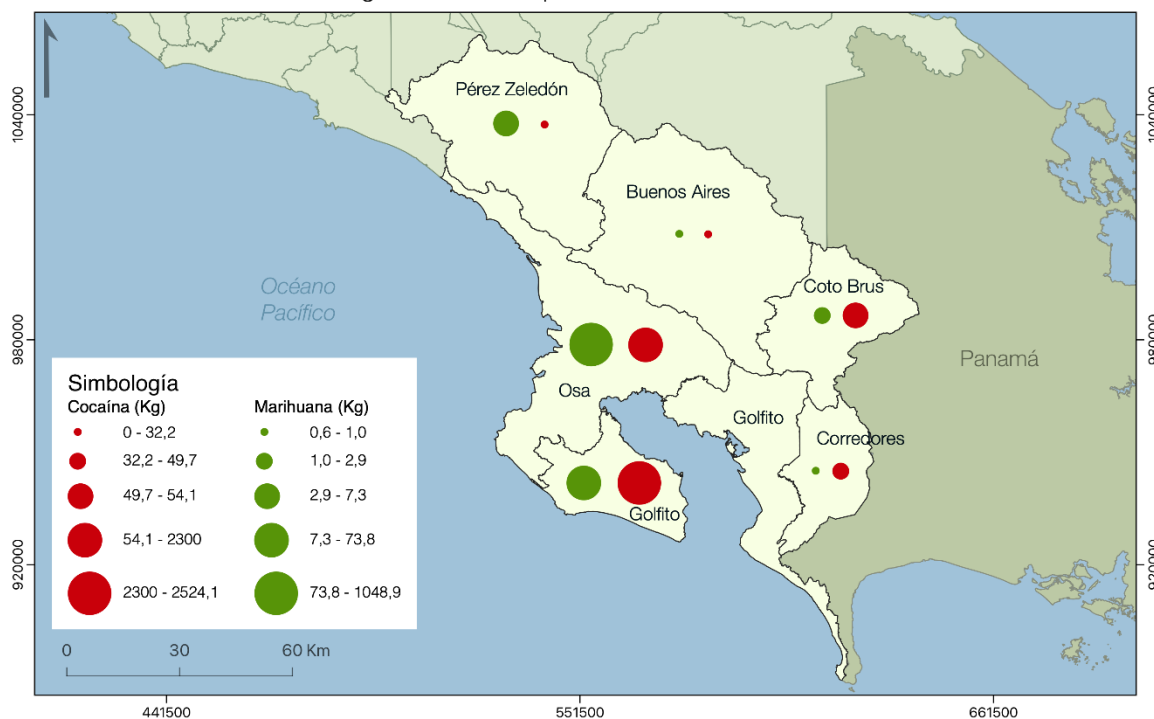 Pérez Zeledón
1040000
1040000
Buenos Aires
Océano
Pacífico
Coto Brus
980000
980000
Panamá
Osa
Golfito
Corredores
Golfito
920000
920000
Simbología
Cocaína (Kg)
Marihuana (Kg)
0 - 32,2
0,6 - 1,0
32,2 - 49,7
1,0 - 2,9
49,7 - 54,1
2,9 - 7,3
54,1 - 2300
7,3 - 73,8
2300 - 2524,1
73,8 - 1048,9
0
30
60 Km
441500
551500
661500